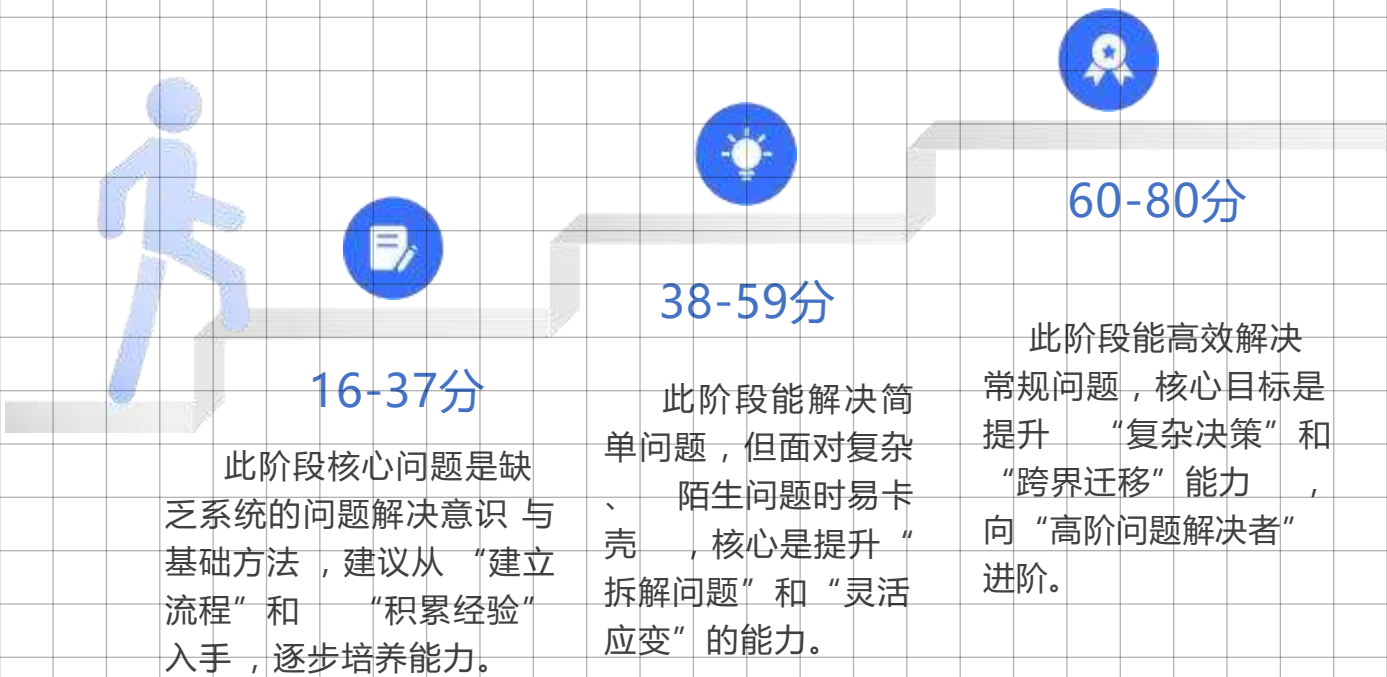 16-37分
此阶段核心问题是缺
乏系统的问题解决意识 与
基础方法 ，建议从 “建立
流程”和 “积累经验”
入手 ，逐步培养能力。
38-59分
此阶段能解决简
单问题，但面对复杂
、 陌生问题时易卡
壳 ，核心是提升“
拆解问题”和“灵活
应变”的能力。
60-80分
此阶段能高效解决
常规问题，核心目标是
提升 “复杂决策”和
“跨界迁移”能力 ，
向“高阶问题解决者”
进阶。